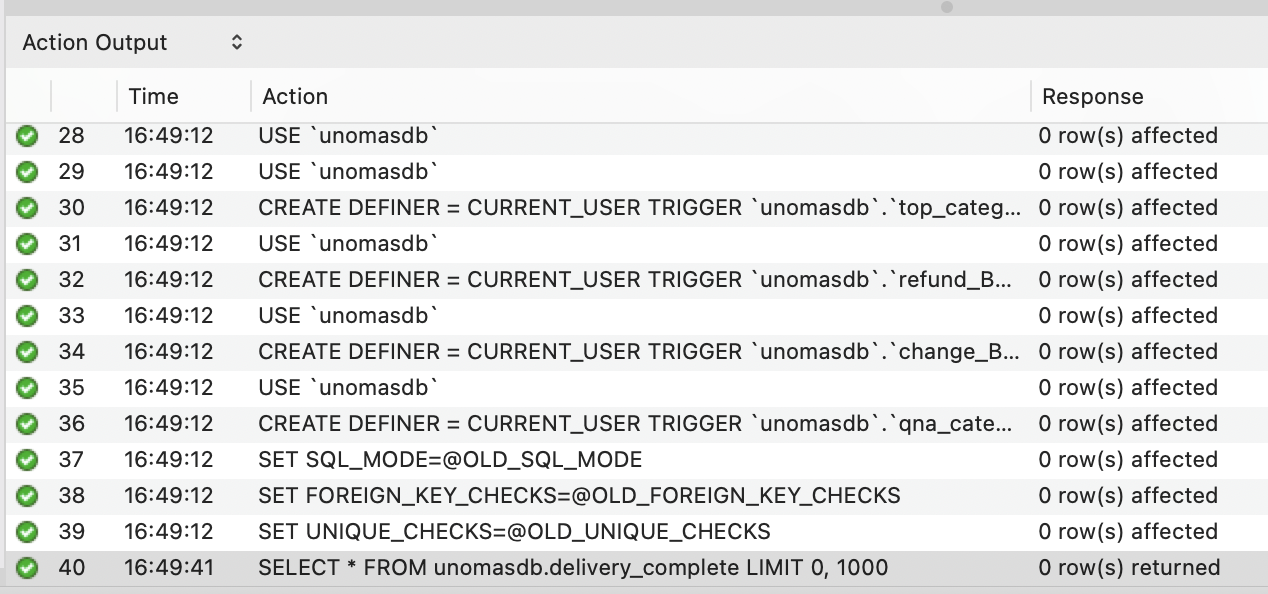 Action Output
Time Action Response
28 16:49:12 USE `unomasdb` 0 row(s) affected
29 16:49:12 USE `unomasdb` 0 row(s) affected
30 16:49:12 CREATE DEFINER = CURRENT_USER TRIGGER `unomasdb`.`top_categ... 0 row(s) affected
31 16:49:12 USE `unomasdb` 0 row(s) affected
32 16:49:12 CREATE DEFINER = CURRENT_USER TRIGGER `unomasdb`.`refund_B... 0 row(s) affected
33 16:49:12 USE `unomasdb` 0 row(s) affected
34 16:49:12 CREATE DEFINER = CURRENT_USER TRIGGER `unomasdb`.`change_B... 0 row(s) affected
35 16:49:12 USE `unomasdb` 0 row(s) affected
36 16:49:12 CREATE DEFINER = CURRENT_USER TRIGGER `unomasdb`.`qna_cate... 0 row(s) affected
37 16:49:12 SET SQL_MODE=@OLD_SQL_MODE 0 row(s) affected
38 16:49:12 SET FOREIGN_KEY_CHECKS=@OLD_FOREIGN_KEY_CHECKS 0 row(s) affected
39 16:49:12 SET UNIQUE_CHECKS=@OLD_UNIQUE_CHECKS 0 row(s) affected
40 16:49:41 SELECT * FROM unomasdb.delivery_complete LIMIT 0, 1000 0 row(s) returned